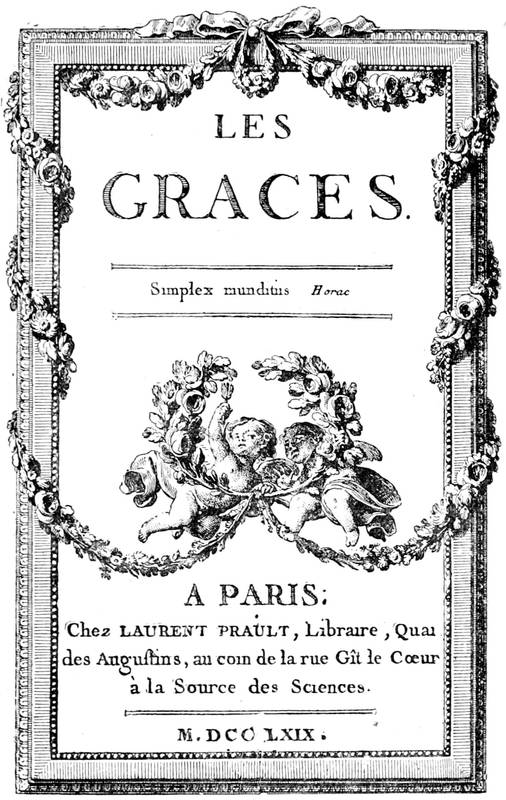 LES
GRACES.
Simplex munditiis Horac
A PARIS:
Chez LAURENT PRAULT, Libraire, Quai
des Auguſtins, au coin de la rue Gît le Cœur
à la Source des Sciences.
M. DCC LXIX.